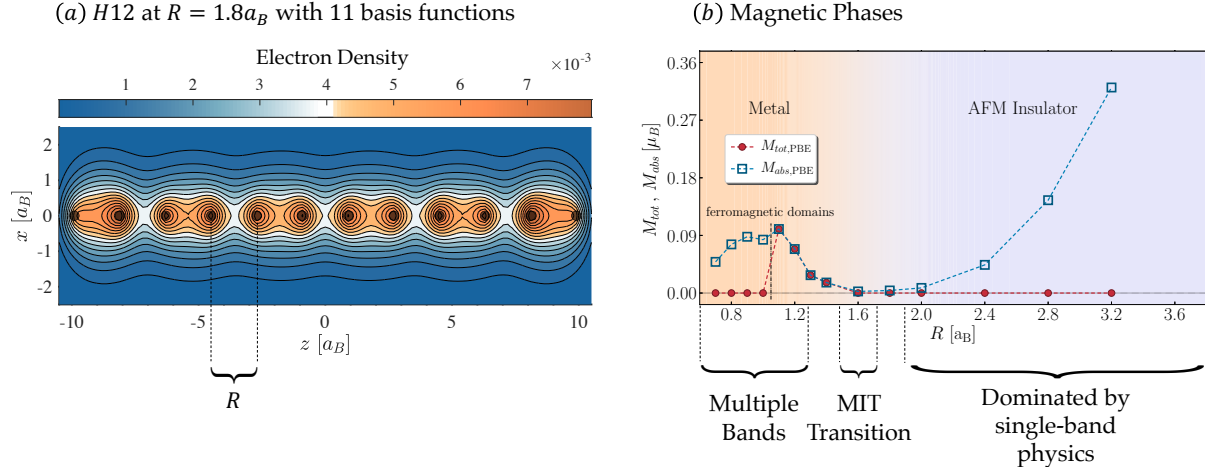 (a) H12 at R = 1.8a_B with 11 basis functions
Electron Density
×10⁻³
1 2 3 4 5 6 7
2
1
0
-1
-2
x [a_B]
-10 -5 0 5 10
z [a_B]
R
(b) Magnetic Phases
0.36
0.27
0.18
0.09
0.00
M_tot, M_abs [μ_B]
Metal
AFM Insulator
M_tot,PBE
M_abs,PBE
ferromagnetic domains
0.8 1.2 1.6 2.0 2.4 2.8 3.2 3.6
R [a_B]
Multiple
Bands
MIT
Transition
Dominated by
single-band
physics